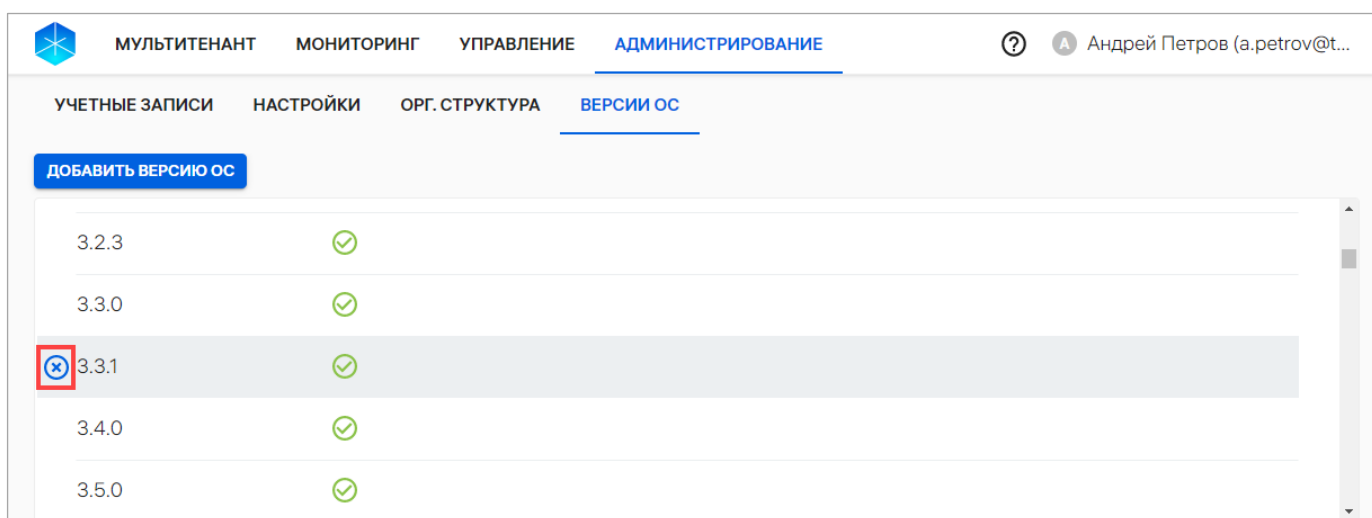 МУЛЬТИТЕНАНТ МОНИТОРИНГ УПРАВЛЕНИЕ АДМИНИСТРИРОВАНИЕ ? А Андрей Петров (a.petrov@t...
УЧЕТНЫЕ ЗАПИСИ НАСТРОЙКИ ОРГ. СТРУКТУРА ВЕРСИИ ОС
ДОБАВИТЬ ВЕРСИЮ ОС
3.2.3
3.3.0
3.3.1
3.4.0
3.5.0